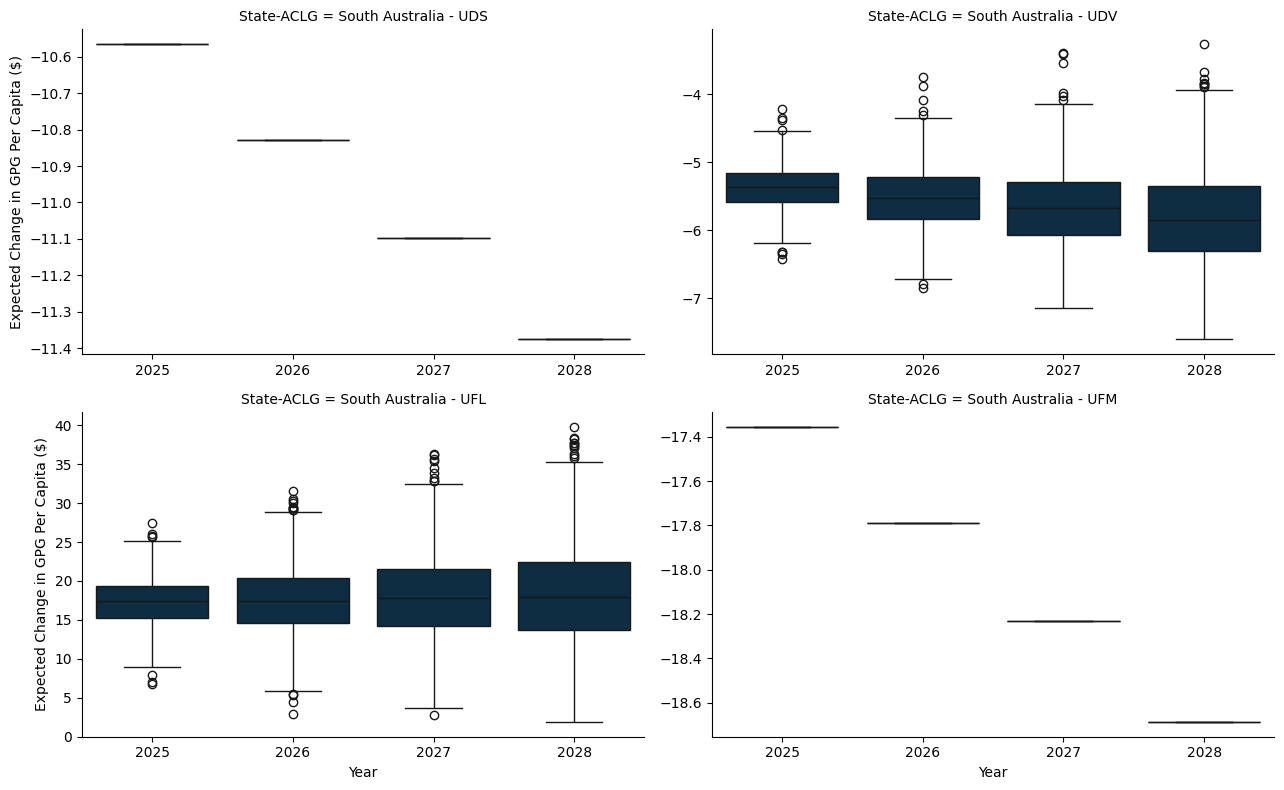 State-ACLG = South Australia - UDS
Expected Change in GPG Per Capita ($)
−10.6
−10.7
−10.8
−10.9
−11.0
−11.1
−11.2
−11.3
−11.4
2025 2026 2027 2028
State-ACLG = South Australia - UDV
−4
−5
−6
−7
2025 2026 2027 2028
State-ACLG = South Australia - UFL
Expected Change in GPG Per Capita ($)
40
35
30
25
20
15
10
5
0
2025 2026 2027 2028
Year
State-ACLG = South Australia - UFM
−17.4
−17.6
−17.8
−18.0
−18.2
−18.4
−18.6
2025 2026 2027 2028
Year